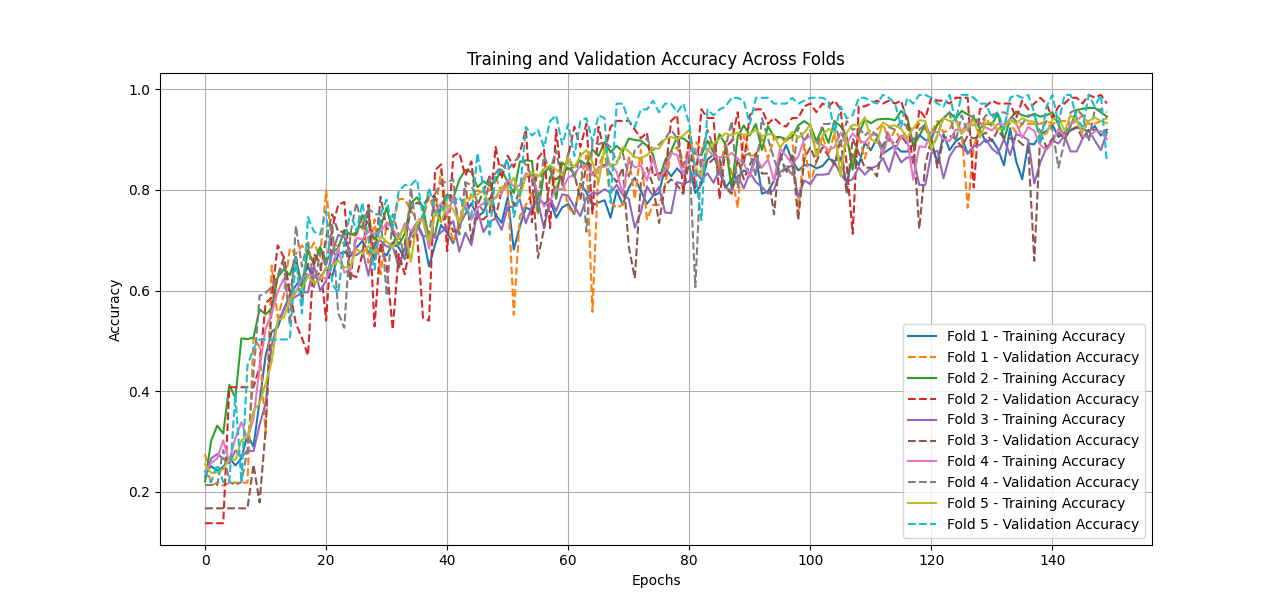 Training and Validation Accuracy Across Folds
1.0
0.8
0.6
0.4
0.2
Accuracy
0
20
40
60
80
100
120
140
Epochs
Fold 1 - Training Accuracy
Fold 1 - Validation Accuracy
Fold 2 - Training Accuracy
Fold 2 - Validation Accuracy
Fold 3 - Training Accuracy
Fold 3 - Validation Accuracy
Fold 4 - Training Accuracy
Fold 4 - Validation Accuracy
Fold 5 - Training Accuracy
Fold 5 - Validation Accuracy